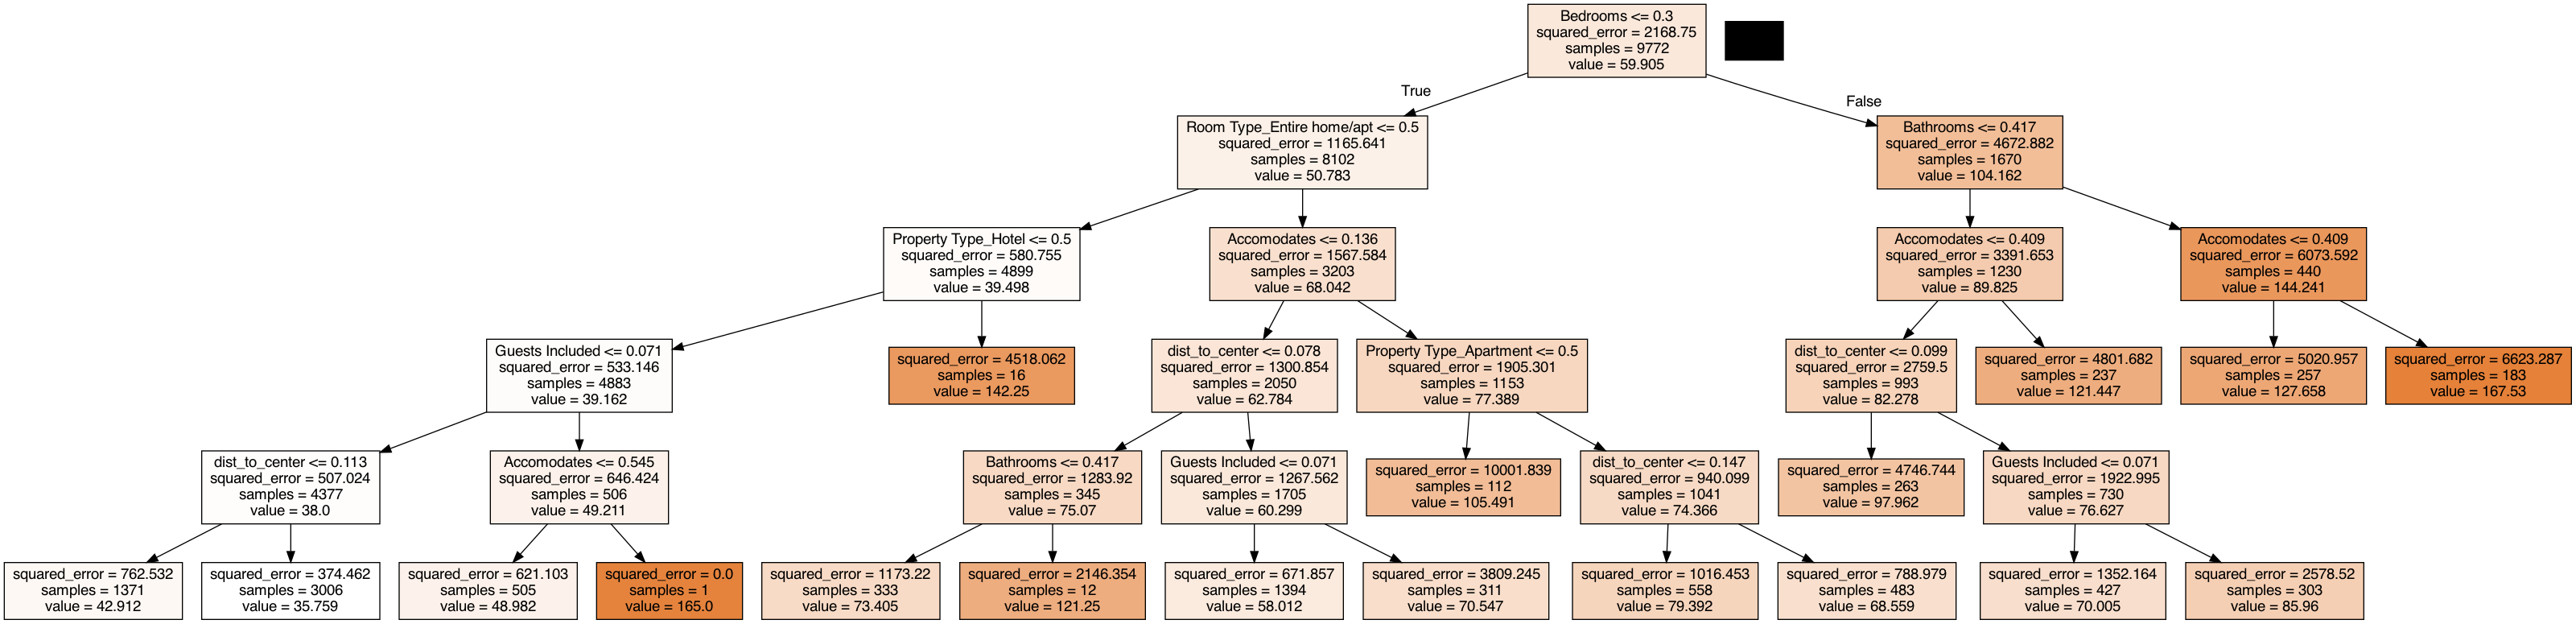 Bedrooms <= 0.3
squared_error = 2168.75
samples = 9772
value = 59.905
True
False
Room Type_Entire home/apt <= 0.5
squared_error = 1165.641
samples = 8102
value = 50.783
Bathrooms <= 0.417
squared_error = 4672.882
samples = 1670
value = 104.162
Property Type_Hotel <= 0.5
squared_error = 580.755
samples = 4899
value = 39.498
Accomodates <= 0.136
squared_error = 1567.584
samples = 3203
value = 68.042
Accomodates <= 0.409
squared_error = 3391.653
samples = 1230
value = 89.825
Accomodates <= 0.409
squared_error = 6073.592
samples = 440
value = 144.241
Guests Included <= 0.071
squared_error = 533.146
samples = 4883
value = 39.162
squared_error = 4518.062
samples = 16
value = 142.25
dist_to_center <= 0.078
squared_error = 1300.854
samples = 2050
value = 62.784
Property Type_Apartment <= 0.5
squared_error = 1905.301
samples = 1153
value = 77.389
dist_to_center <= 0.099
squared_error = 2759.5
samples = 993
value = 82.278
squared_error = 4801.682
samples = 237
value = 121.447
squared_error = 5020.957
samples = 257
value = 127.658
squared_error = 6623.287
samples = 183
value = 167.53
dist_to_center <= 0.113
squared_error = 507.024
samples = 4377
value = 38.0
Accomodates <= 0.545
squared_error = 646.424
samples = 506
value = 49.211
Bathrooms <= 0.417
squared_error = 1283.92
samples = 345
value = 75.07
Guests Included <= 0.071
squared_error = 1267.562
samples = 1705
value = 60.299
squared_error = 10001.839
samples = 112
value = 105.491
dist_to_center <= 0.147
squared_error = 940.099
samples = 1041
value = 74.366
squared_error = 4746.744
samples = 263
value = 97.962
Guests Included <= 0.071
squared_error = 1922.995
samples = 730
value = 76.627
squared_error = 762.532
samples = 1371
value = 42.912
squared_error = 374.462
samples = 3006
value = 35.759
squared_error = 621.103
samples = 505
value = 48.982
squared_error = 0.0
samples = 1
value = 165.0
squared_error = 1173.22
samples = 333
value = 73.405
squared_error = 2146.354
samples = 12
value = 121.25
squared_error = 671.857
samples = 1394
value = 58.012
squared_error = 3809.245
samples = 311
value = 70.547
squared_error = 1016.453
samples = 558
value = 79.392
squared_error = 788.979
samples = 483
value = 68.559
squared_error = 1352.164
samples = 427
value = 70.005
squared_error = 2578.52
samples = 303
value = 85.96